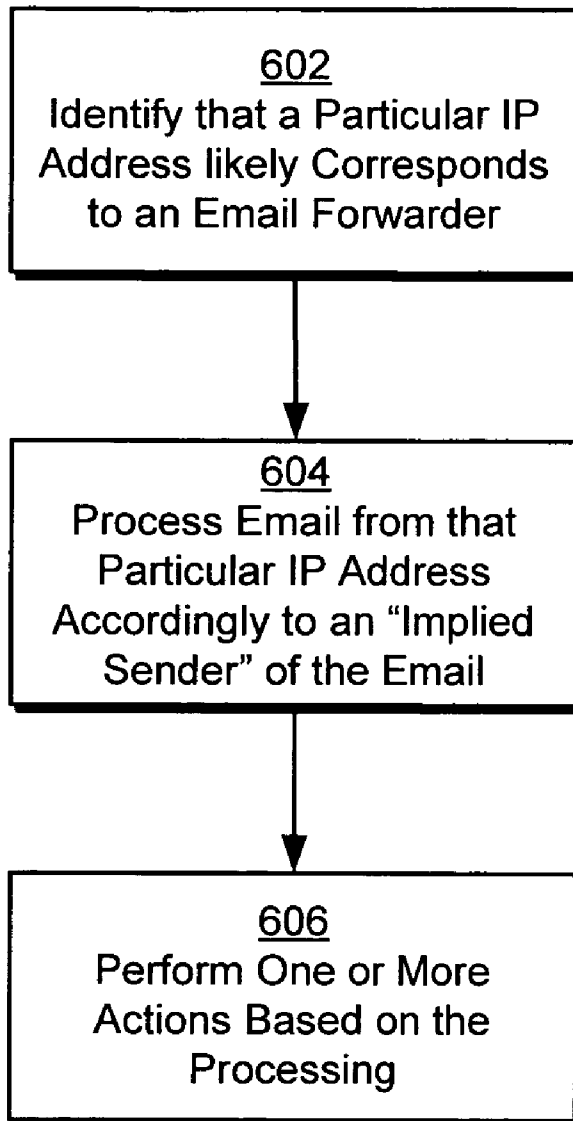 602
Identify that a Particular IP
Address likely Corresponds
to an Email Forwarder
604
Process Email from that
Particular IP Address
Accordingly to an “Implied
Sender” of the Email
606
Perform One or More
Actions Based on the
Processing